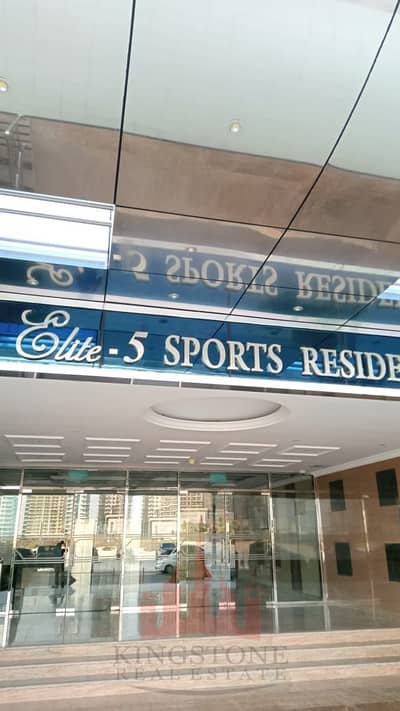 Elite-5 SPORTS RESIDE
KINGSTONE
REAL ESTATE